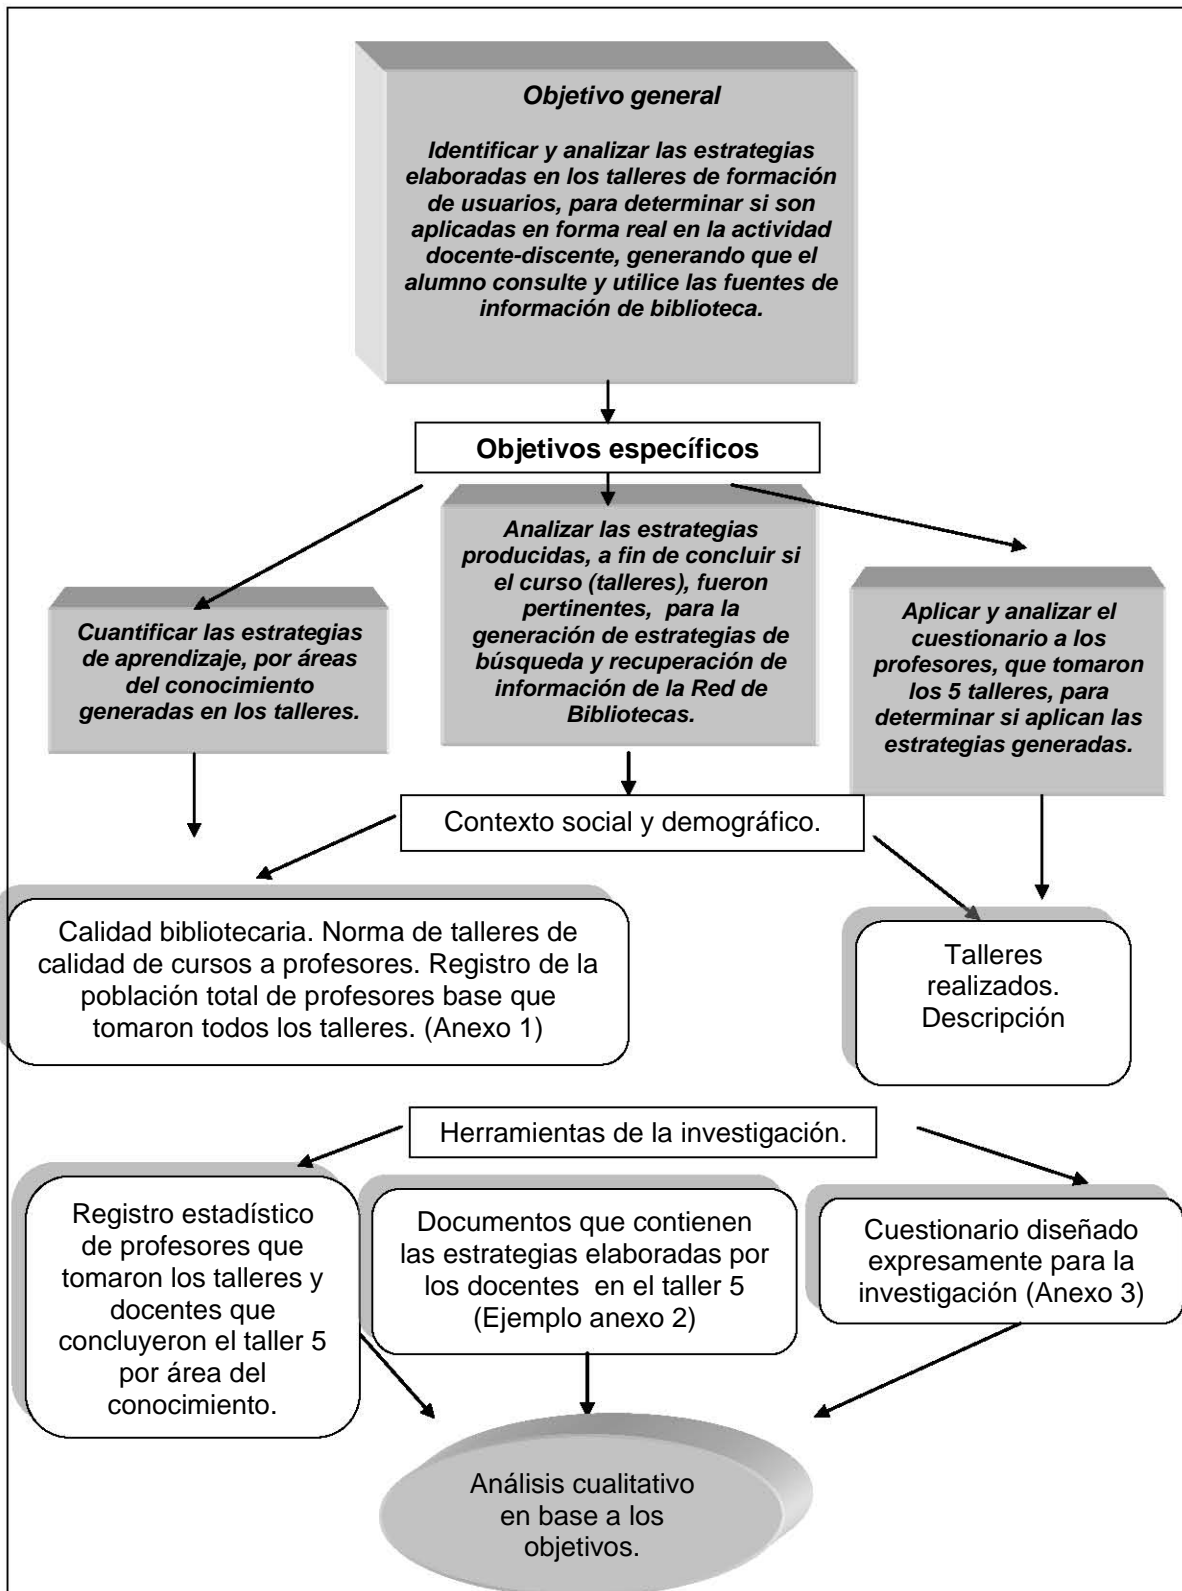 Objetivo general
Identificar y analizar las estrategias
elaboradas en los talleres de formación
de usuarios, para determinar si son
aplicadas en forma real en la actividad
docente-discente, generando que el
alumno consulte y utilice las fuentes de
información de biblioteca.
Objetivos específicos
Cuantificar las estrategias
de aprendizaje, por áreas
del conocimiento
generadas en los talleres.
Analizar las estrategias
producidas, a fin de concluir si
el curso (talleres), fueron
pertinentes, para la
generación de estrategias de
búsqueda y recuperación de
información de la Red de
Bibliotecas.
Aplicar y analizar el
cuestionario a los
profesores, que tomaron
los 5 talleres, para
determinar si aplican las
estrategias generadas.
Contexto social y demográfico.
Calidad bibliotecaria. Norma de talleres de
calidad de cursos a profesores. Registro de la
población total de profesores base que
tomaron todos los talleres. (Anexo 1)
Talleres
realizados.
Descripción
Herramientas de la investigación.
Registro estadístico
de profesores que
tomaron los talleres y
docentes que
concluyeron el taller 5
por área del
conocimiento.
Documentos que contienen
las estrategias elaboradas por
los docentes en el taller 5
(Ejemplo anexo 2)
Cuestionario diseñado
expresamente para la
investigación (Anexo 3)
Análisis cualitativo
en base a los
objetivos.